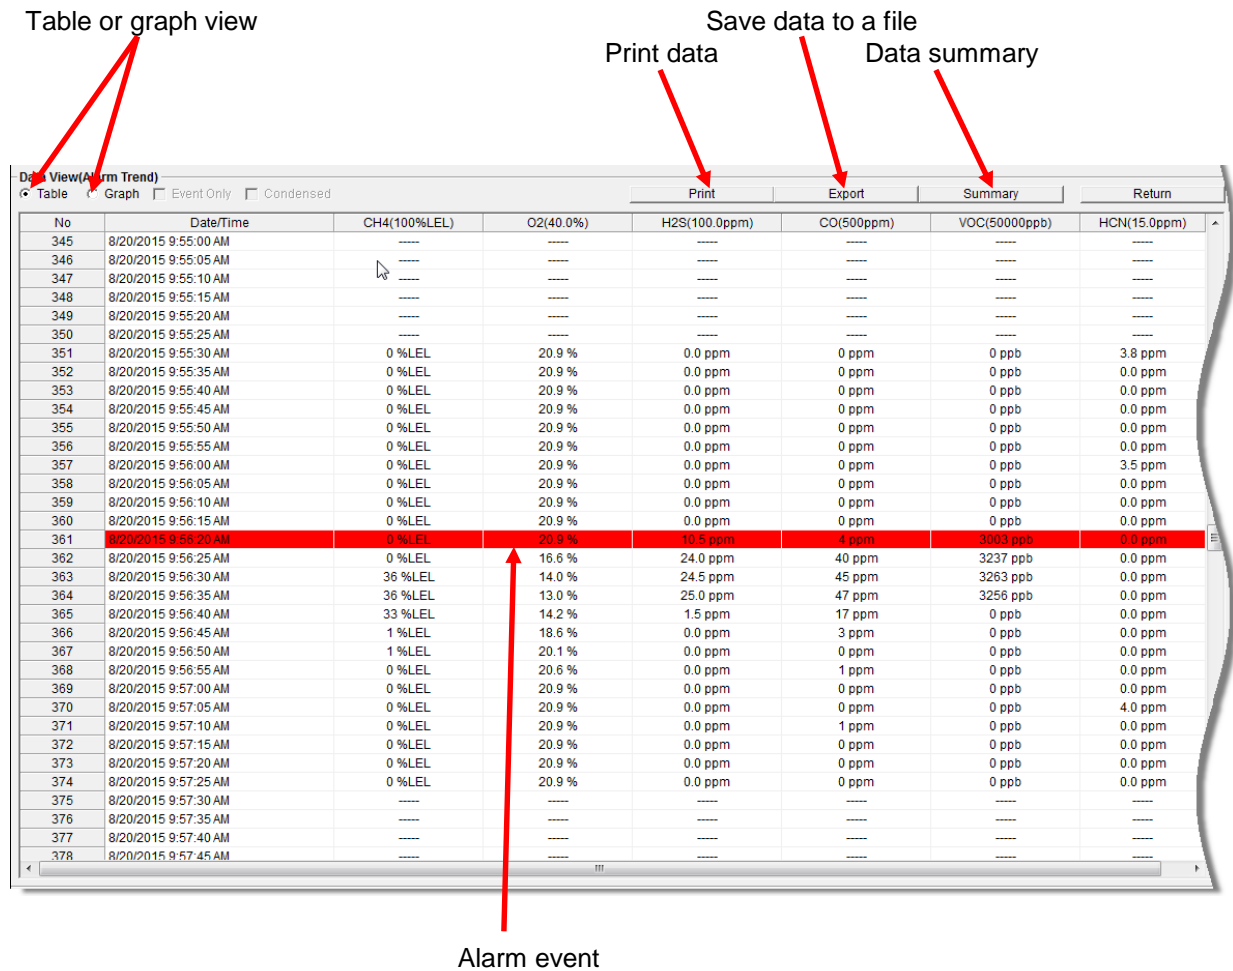 Table or graph view
Save data to a file
Print data
Data summary
Data View(Alarm Trend)
Table Graph Event Only Condensed Print Export Summary Return
No Date/Time CH4(100%LEL) O2(40.0%) H2S(100.0ppm) CO(500ppm) VOC(50000ppb) HCN(15.0ppm)
345 8/20/2015 9:55:00 AM ----- ----- ----- ----- ----- -----
346 8/20/2015 9:55:05 AM ----- ----- ----- ----- ----- -----
347 8/20/2015 9:55:10 AM ----- ----- ----- ----- ----- -----
348 8/20/2015 9:55:15 AM ----- ----- ----- ----- ----- -----
349 8/20/2015 9:55:20 AM ----- ----- ----- ----- ----- -----
350 8/20/2015 9:55:25 AM ----- ----- ----- ----- ----- -----
351 8/20/2015 9:55:30 AM 0 %LEL 20.9 % 0.0 ppm 0 ppm 0 ppb 3.8 ppm
352 8/20/2015 9:55:35 AM 0 %LEL 20.9 % 0.0 ppm 0 ppm 0 ppb 0.0 ppm
353 8/20/2015 9:55:40 AM 0 %LEL 20.9 % 0.0 ppm 0 ppm 0 ppb 0.0 ppm
354 8/20/2015 9:55:45 AM 0 %LEL 20.9 % 0.0 ppm 0 ppm 0 ppb 0.0 ppm
355 8/20/2015 9:55:50 AM 0 %LEL 20.9 % 0.0 ppm 0 ppm 0 ppb 0.0 ppm
356 8/20/2015 9:55:55 AM 0 %LEL 20.9 % 0.0 ppm 0 ppm 0 ppb 0.0 ppm
357 8/20/2015 9:56:00 AM 0 %LEL 20.9 % 0.0 ppm 0 ppm 0 ppb 3.5 ppm
358 8/20/2015 9:56:05 AM 0 %LEL 20.9 % 0.0 ppm 0 ppm 0 ppb 0.0 ppm
359 8/20/2015 9:56:10 AM 0 %LEL 20.9 % 0.0 ppm 0 ppm 0 ppb 0.0 ppm
360 8/20/2015 9:56:15 AM 0 %LEL 20.9 % 0.0 ppm 0 ppm 0 ppb 0.0 ppm
361 8/20/2015 9:56:20 AM 0 %LEL 20.9 % 10.5 ppm 4 ppm 3003 ppb 0.0 ppm
362 8/20/2015 9:56:25 AM 0 %LEL 16.6 % 24.0 ppm 40 ppm 3237 ppb 0.0 ppm
363 8/20/2015 9:56:30 AM 36 %LEL 14.0 % 24.5 ppm 45 ppm 3263 ppb 0.0 ppm
364 8/20/2015 9:56:35 AM 36 %LEL 13.0 % 25.0 ppm 47 ppm 3256 ppb 0.0 ppm
365 8/20/2015 9:56:40 AM 33 %LEL 14.2 % 1.5 ppm 17 ppm 0 ppb 0.0 ppm
366 8/20/2015 9:56:45 AM 1 %LEL 18.6 % 0.0 ppm 3 ppm 0 ppb 0.0 ppm
367 8/20/2015 9:56:50 AM 1 %LEL 20.1 % 0.0 ppm 0 ppm 0 ppb 0.0 ppm
368 8/20/2015 9:56:55 AM 0 %LEL 20.6 % 0.0 ppm 1 ppm 0 ppb 0.0 ppm
369 8/20/2015 9:57:00 AM 0 %LEL 20.9 % 0.0 ppm 0 ppm 0 ppb 0.0 ppm
370 8/20/2015 9:57:05 AM 0 %LEL 20.9 % 0.0 ppm 0 ppm 0 ppb 4.0 ppm
371 8/20/2015 9:57:10 AM 0 %LEL 20.9 % 0.0 ppm 1 ppm 0 ppb 0.0 ppm
372 8/20/2015 9:57:15 AM 0 %LEL 20.9 % 0.0 ppm 0 ppm 0 ppb 0.0 ppm
373 8/20/2015 9:57:20 AM 0 %LEL 20.9 % 0.0 ppm 0 ppm 0 ppb 0.0 ppm
374 8/20/2015 9:57:25 AM 0 %LEL 20.9 % 0.0 ppm 0 ppm 0 ppb 0.0 ppm
375 8/20/2015 9:57:30 AM ----- ----- ----- ----- ----- -----
376 8/20/2015 9:57:35 AM ----- ----- ----- ----- ----- -----
377 8/20/2015 9:57:40 AM ----- ----- ----- ----- ----- -----
378 8/20/2015 9:57:45 AM ----- ----- ----- ----- ----- -----
Alarm event